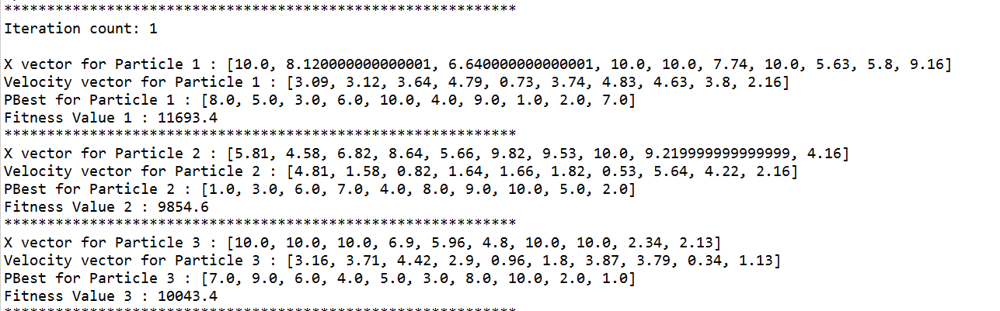 ************************************************************
Iteration count: 1
X vector for Particle 1 : [10.0, 8.120000000000001, 6.640000000000001, 10.0, 10.0, 7.74, 10.0, 5.63, 5.8, 9.16]
Velocity vector for Particle 1 : [3.09, 3.12, 3.64, 4.79, 0.73, 3.74, 4.83, 4.63, 3.8, 2.16]
PBest for Particle 1 : [8.0, 5.0, 3.0, 6.0, 10.0, 4.0, 9.0, 1.0, 2.0, 7.0]
Fitness Value 1 : 11693.4
************************************************************
X vector for Particle 2 : [5.81, 4.58, 6.82, 8.64, 5.66, 9.82, 9.53, 10.0, 9.219999999999999, 4.16]
Velocity vector for Particle 2 : [4.81, 1.58, 0.82, 1.64, 1.66, 1.82, 0.53, 5.64, 4.22, 2.16]
PBest for Particle 2 : [1.0, 3.0, 6.0, 7.0, 4.0, 8.0, 9.0, 10.0, 5.0, 2.0]
Fitness Value 2 : 9854.6
************************************************************
X vector for Particle 3 : [10.0, 10.0, 10.0, 6.9, 5.96, 4.8, 10.0, 10.0, 2.34, 2.13]
Velocity vector for Particle 3 : [3.16, 3.71, 4.42, 2.9, 0.96, 1.8, 3.87, 3.79, 0.34, 1.13]
PBest for Particle 3 : [7.0, 9.0, 6.0, 4.0, 5.0, 3.0, 8.0, 10.0, 2.0, 1.0]
Fitness Value 3 : 10043.4
************************************************************